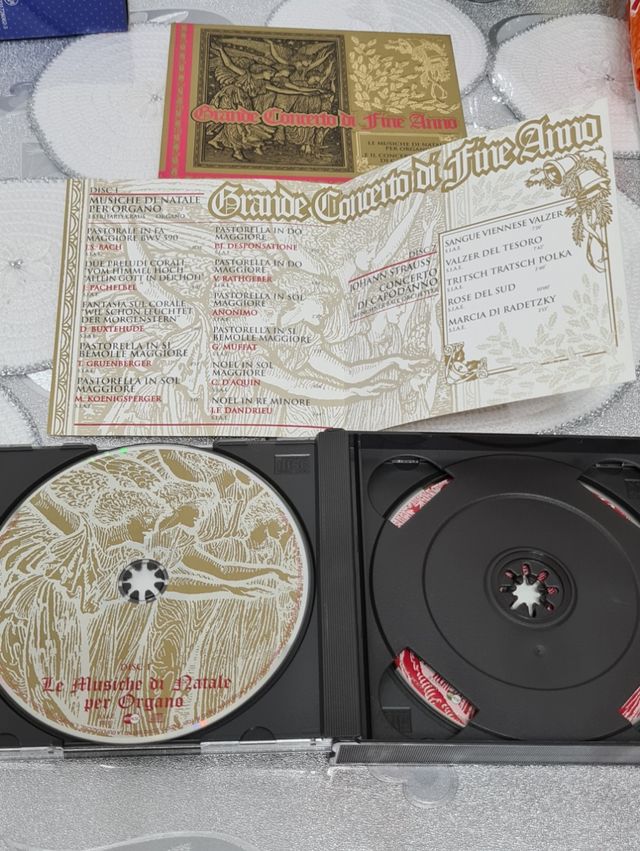 Grande Concerto di Fine Anno
LE MUSICHE DI NATALE
PER ORGANO
Grande Concerto di Fine Anno
DISC 1
MUSICHE DI NATALE
PER ORGANO
EBERHARD KRAUS ORGANO
PASTORALE IN FA
MAGGIORE BWV 590
J.S. BACH
S.I.A.E.
DUE PRELUDI CORALE
"VOM HIMMEL HOCH"
J. PACHELBEL
S.I.A.E.
FANTASIA SUL CORALE
"WIE SCHÖN LEUCHTET
DER MORGENSTERN"
D. BUXTEHUDE
S.I.A.E.
PASTORELLA IN SI
BEMOLLE MAGGIORE
T. GRUENBERGER
S.I.A.E.
PASTORELLA IN SOL
MAGGIORE
M. KOENIGSPERGER
S.I.A.E.
PASTORELLA IN DO
MAGGIORE
P.J. DESPONSATIONE
S.I.A.E.
PASTORELLA IN DO
MAGGIORE
V. RATHGEBER
S.I.A.E.
PASTORELLA IN SOL
MAGGIORE
ANONIMO
S.I.A.E.
PASTORELLA IN SI
BEMOLLE MAGGIORE
G. MUFFAT
S.I.A.E.
NOEL IN SOL
MAGGIORE
C. D'AQUIN
S.I.A.E.
NOEL IN RE MINORE
J.F. DANDRIEU
S.I.A.E.
DISC 2
JOHANN STRAUSS
CONCERTO
DI CAPODANNO
SANGUE VIENNESE VALZER
S.I.A.E.
VALZER DEL TESORO
S.I.A.E.
TRITSCH TRATSCH POLKA
S.I.A.E.
ROSE DEL SUD
S.I.A.E.
MARCIA DI RADETZKY
S.I.A.E.
DISC 1
Le Musiche di Natale
per Organo